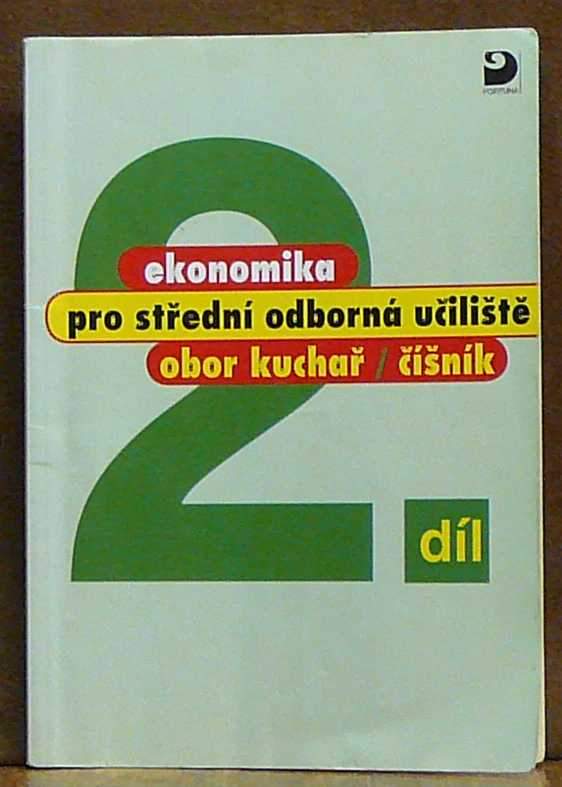 FORTUNA
ekonomika
pro střední odborná učiliště
obor kuchař / číšník
2. díl